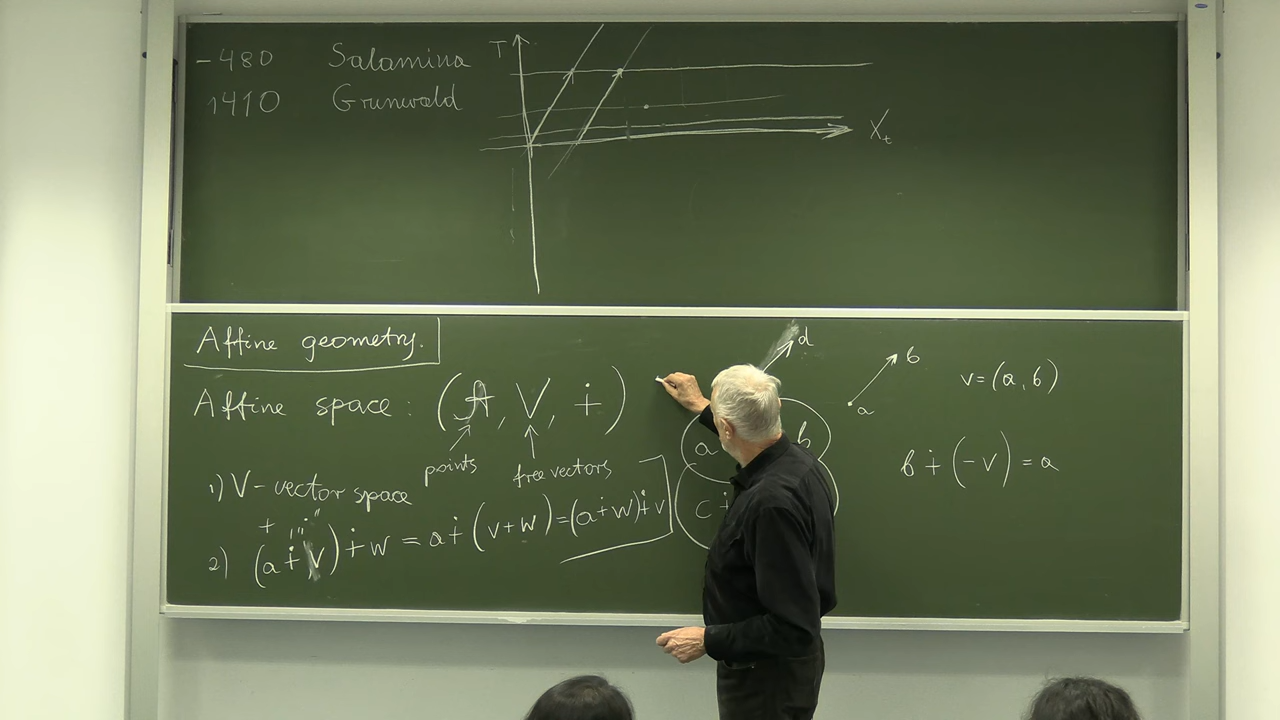 -480 Salamina
1410 Grunwald
T
X_t
Affine geometry.
Affine space: (A, V, ∔)
points
free vectors
1) V - vector space
+ "∔"
2) (a ∔ v) ∔ w = a ∔ (v + w) = (a ∔ w) ∔ v
d
a
b
c
a
b
v = (a, b)
b ∔ (-v) = a